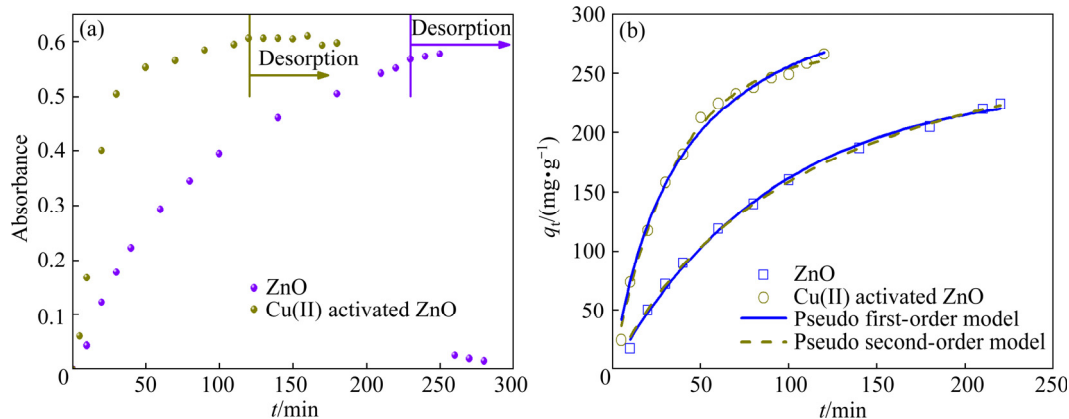 (a)
Desorption
Desorption
0.6
0.5
0.4
0.3
0.2
0.1
0
Absorbance
ZnO
Cu(II) activated ZnO
50 100 150 200 250 300
t/min
(b)
300
250
200
150
100
50
0
qt/(mg•g−1)
ZnO
Cu(II) activated ZnO
Pseudo first-order model
Pseudo second-order model
50 100 150 200 250
t/min